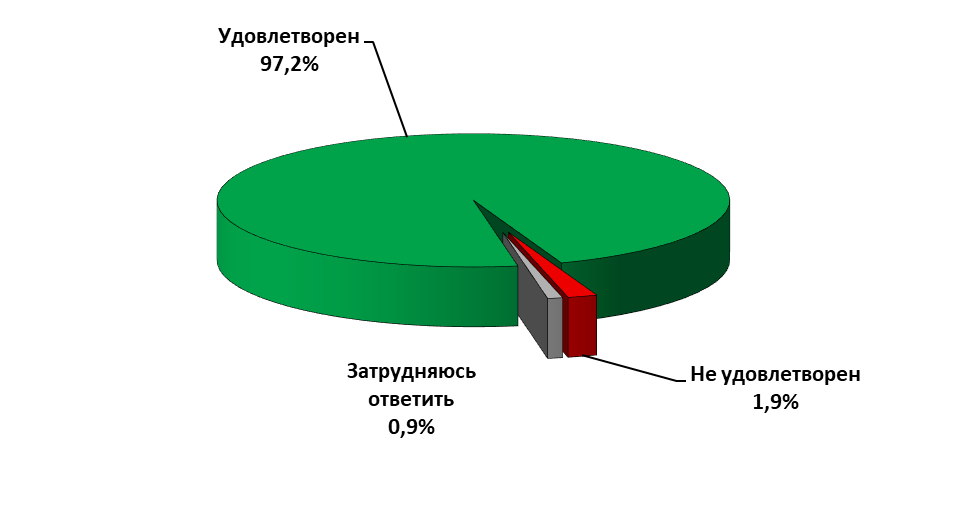 Удовлетворен
97,2%
Затрудняюсь
ответить
0,9%
Не удовлетворен
1,9%